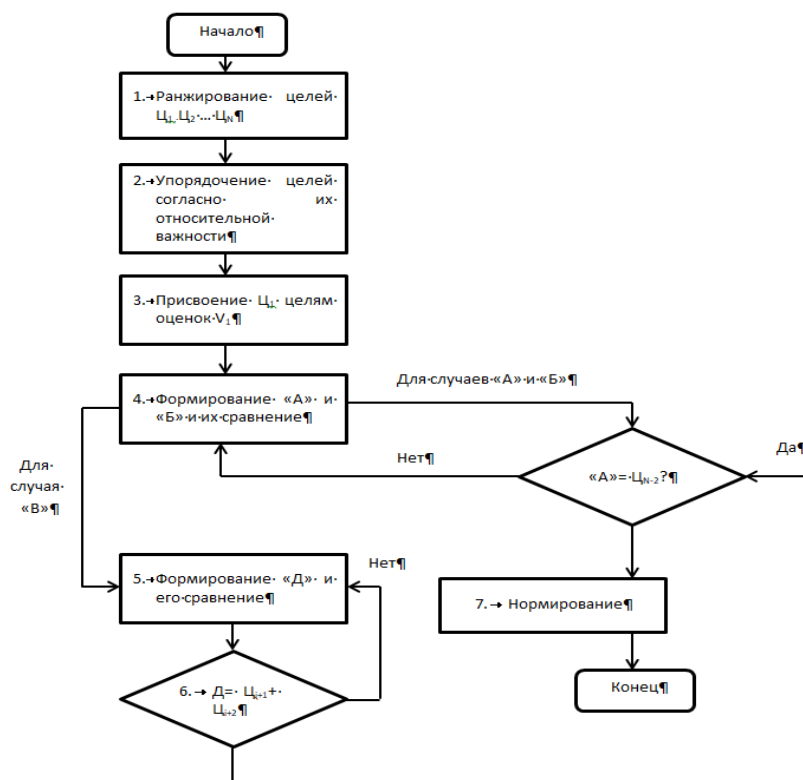 Начало¶
1.→Ранжирование· целей·
Ц1,·Ц2·…·ЦN¶
2.→Упорядочение· целей·
согласно· их·
относительной·
важности¶
3.→Присвоение· Ц1,· целям·
оценок·V1¶
Для·случаев·«А»·и·«Б»¶
4.→Формирование· «А»· и·
«Б»·и·их·сравнение¶
Нет¶
Да¶
«А»=·ЦN-2?¶
Для·
случая·
«В»¶
Нет¶
5.→Формирование· «Д»· и·
его·сравнение¶
7.→ Нормирование¶
6.→ Д=· Цi+1+·
Цi+2¶
Конец¶